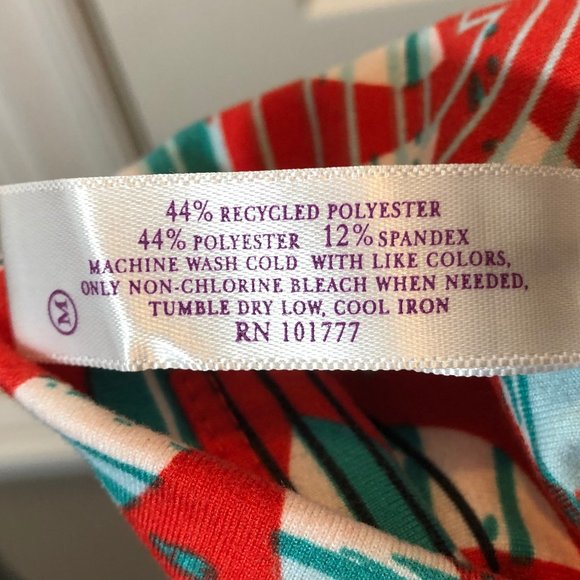 44% RECYCLED POLYESTER
44% POLYESTER 12% SPANDEX
MACHINE WASH COLD WITH LIKE COLORS,
ONLY NON-CHLORINE BLEACH WHEN NEEDED,
TUMBLE DRY LOW, COOL IRON
RN 101777
M